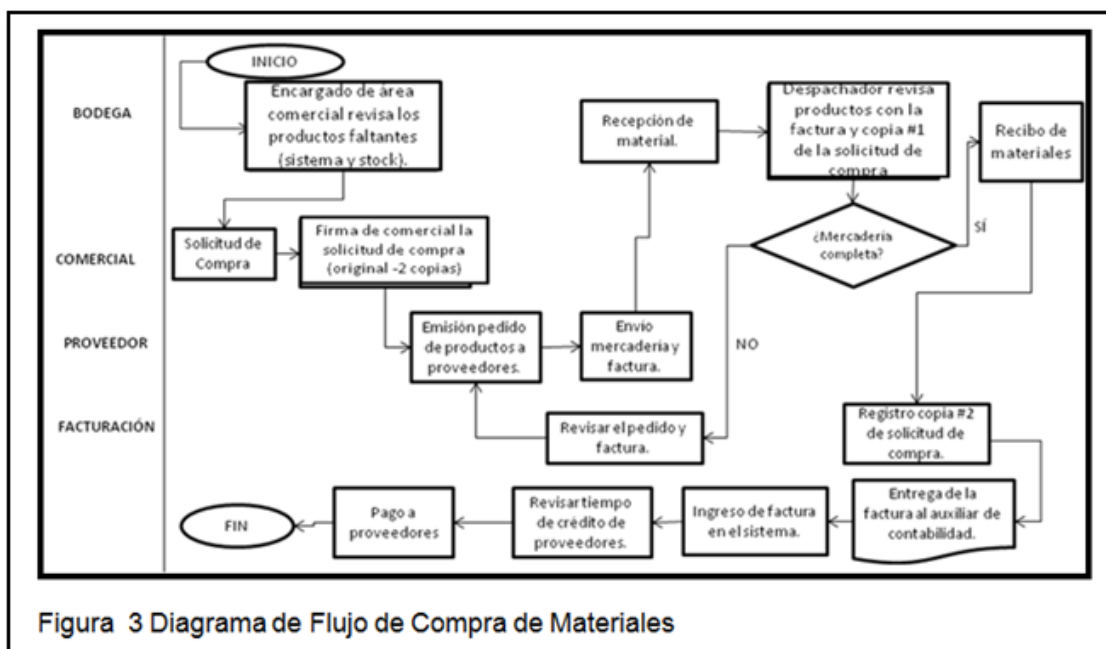 INICIO
BODEGA
Encargado de área
comercial revisa los
productos faltantes
(sistema y stock).
Recepción de
material.
Despachador revisa
productos con la
factura y copia #1
de la solicitud de
compra
Recibo de
materiales
COMERCIAL
Solicitud de
Compra
Firma de comercial la
solicitud de compra
(original -2 copias)
¿Mercadería
completa?
SÍ
PROVEEDOR
Emisión pedido
de productos a
proveedores.
Envío
mercadería y
factura.
NO
FACTURACIÓN
Revisar el pedido y
factura.
Registro copia #2
de solicitud de
compra.
Entrega de la
factura al auxiliar de
contabilidad.
Ingreso de factura
en el sistema.
Revisar tiempo
de crédito de
proveedores.
Pago a
proveedores
FIN
Figura 3 Diagrama de Flujo de Compra de Materiales